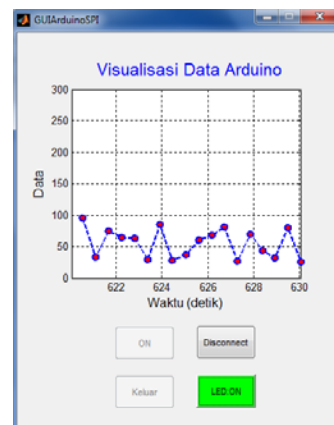 GUIArduinoSPI
Visualisasi Data Arduino
300
250
200
150
100
50
0
Data
622 624 626 628 630
Waktu (detik)
ON Disconnect
Keluar LED:ON